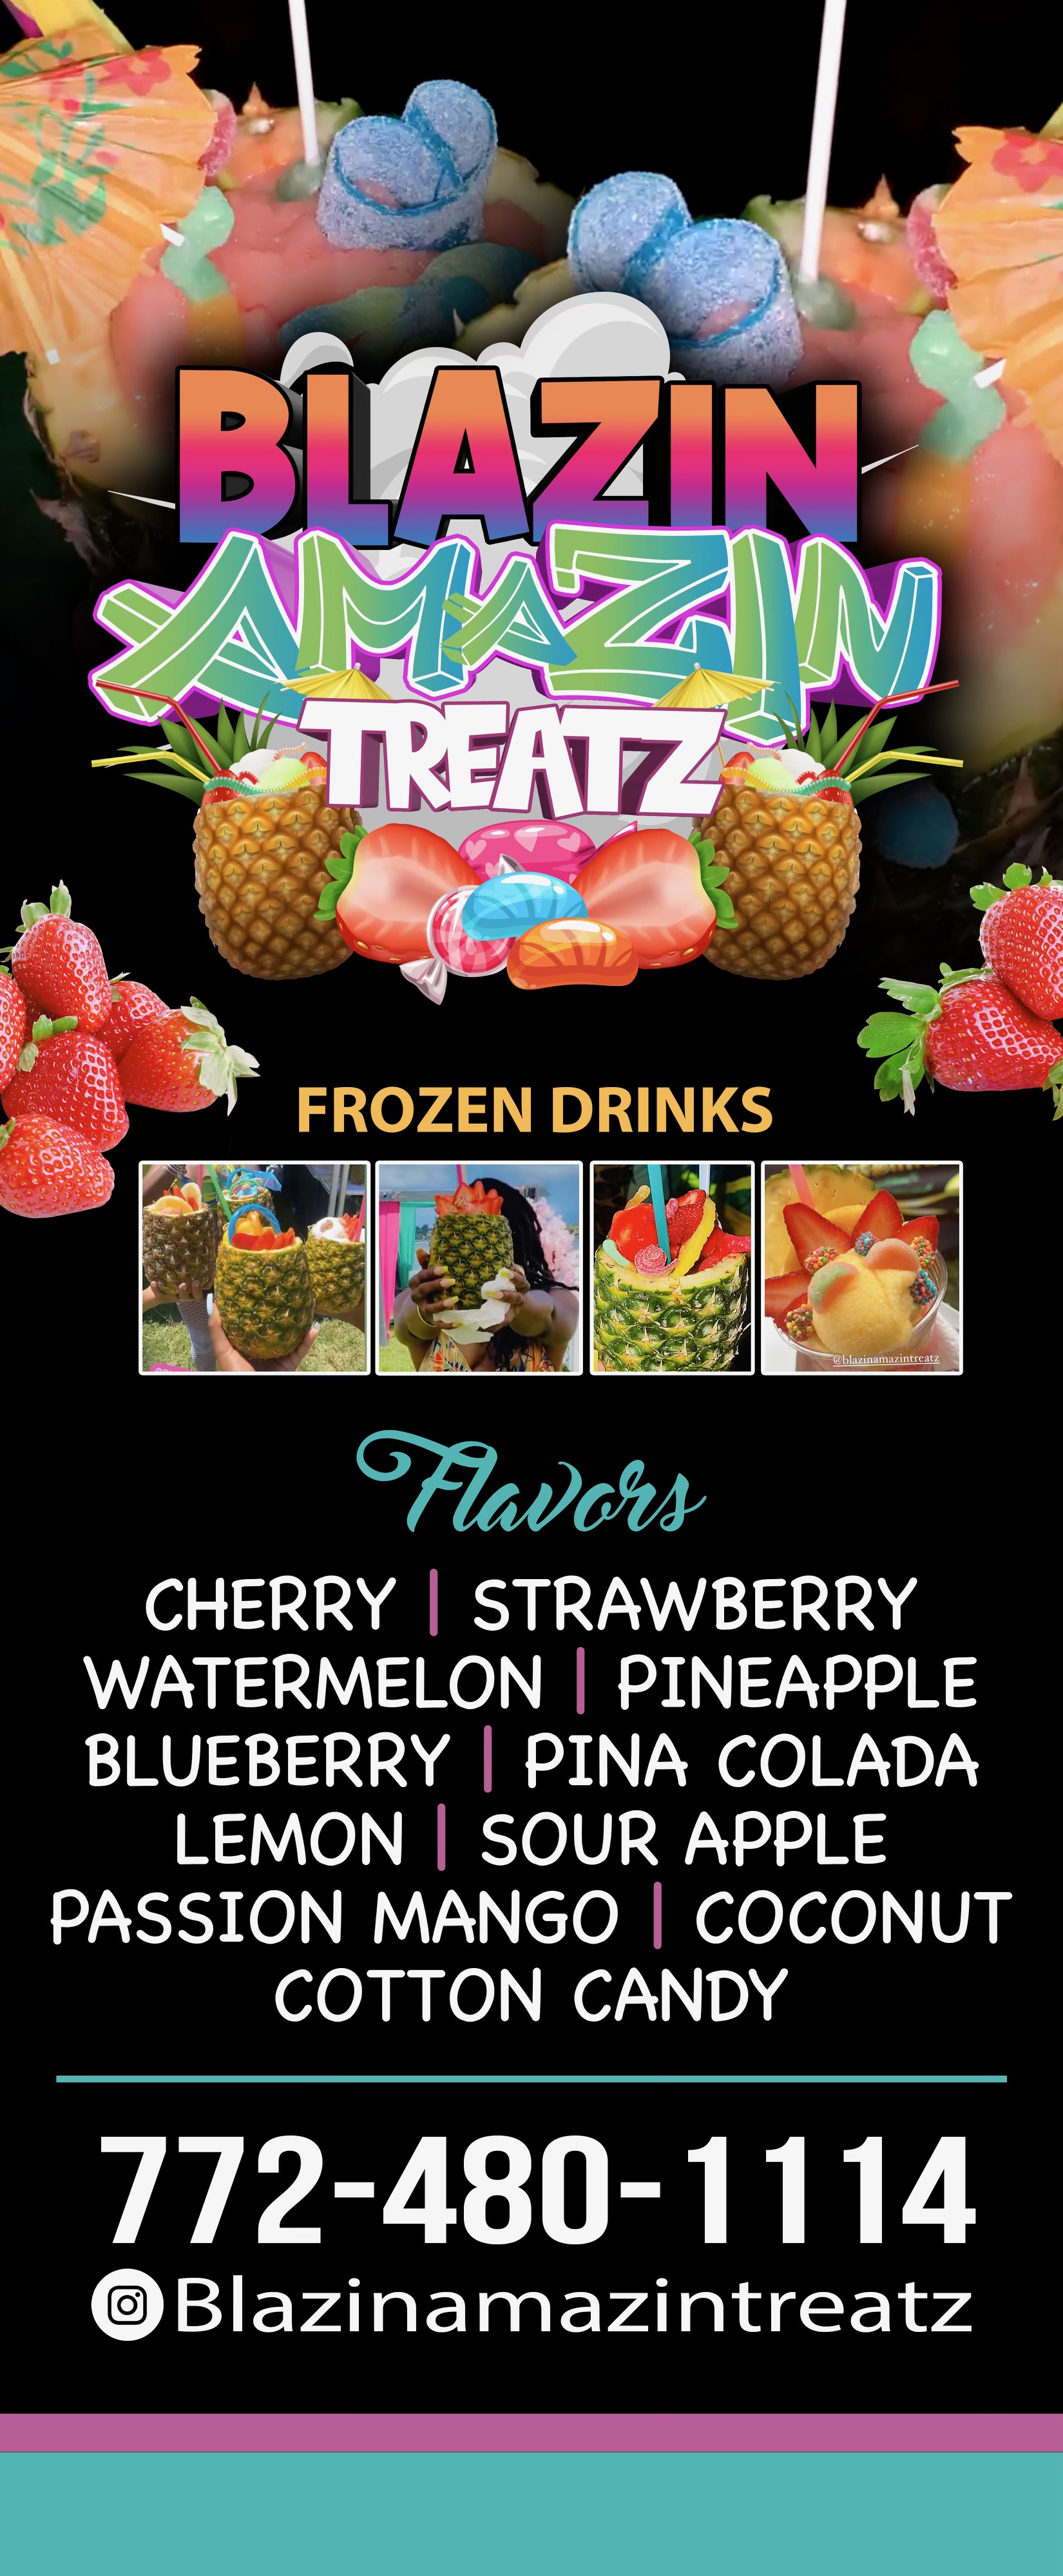 BLAZIN
AMAZIN
TREATZ
FROZEN DRINKS
@blazinamazintreatz
Flavors
CHERRY | STRAWBERRY
WATERMELON | PINEAPPLE
BLUEBERRY | PINA COLADA
LEMON | SOUR APPLE
PASSION MANGO | COCONUT
COTTON CANDY
772-480-1114
Blazinamazintreatz